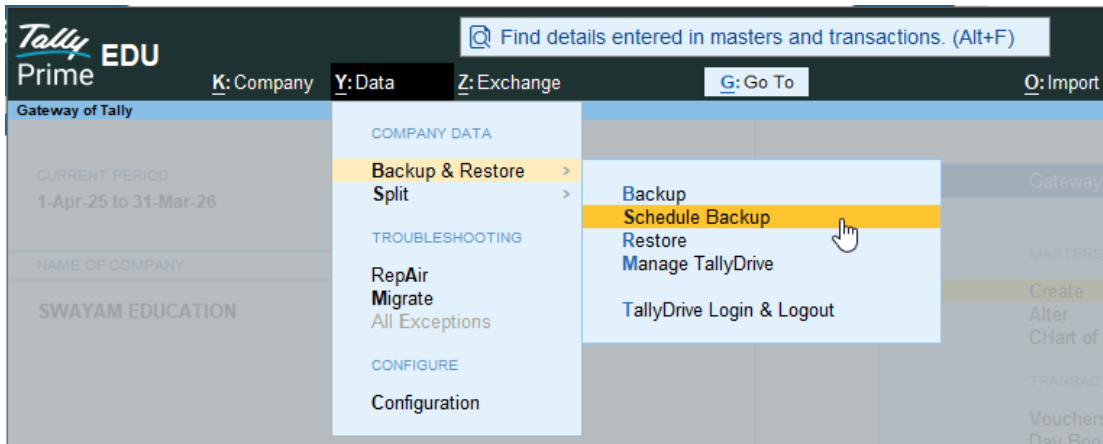 Tally
Prime EDU
Find details entered in masters and transactions. (Alt+F)
K: Company Y: Data Z: Exchange G: Go To O: Import
Gateway of Tally
COMPANY DATA
Backup & Restore >
Split >
TROUBLESHOOTING
RepAir
Migrate
All Exceptions
CONFIGURE
Configuration
Backup
Schedule Backup
Restore
Manage TallyDrive
TallyDrive Login & Logout
CURRENT PERIOD
1-Apr-25 to 31-Mar-26
NAME OF COMPANY
SWAYAM EDUCATION
Gateway
MASTERS
Create
Alter
CHart of
TRANSAC
Vouchers
Day Boo